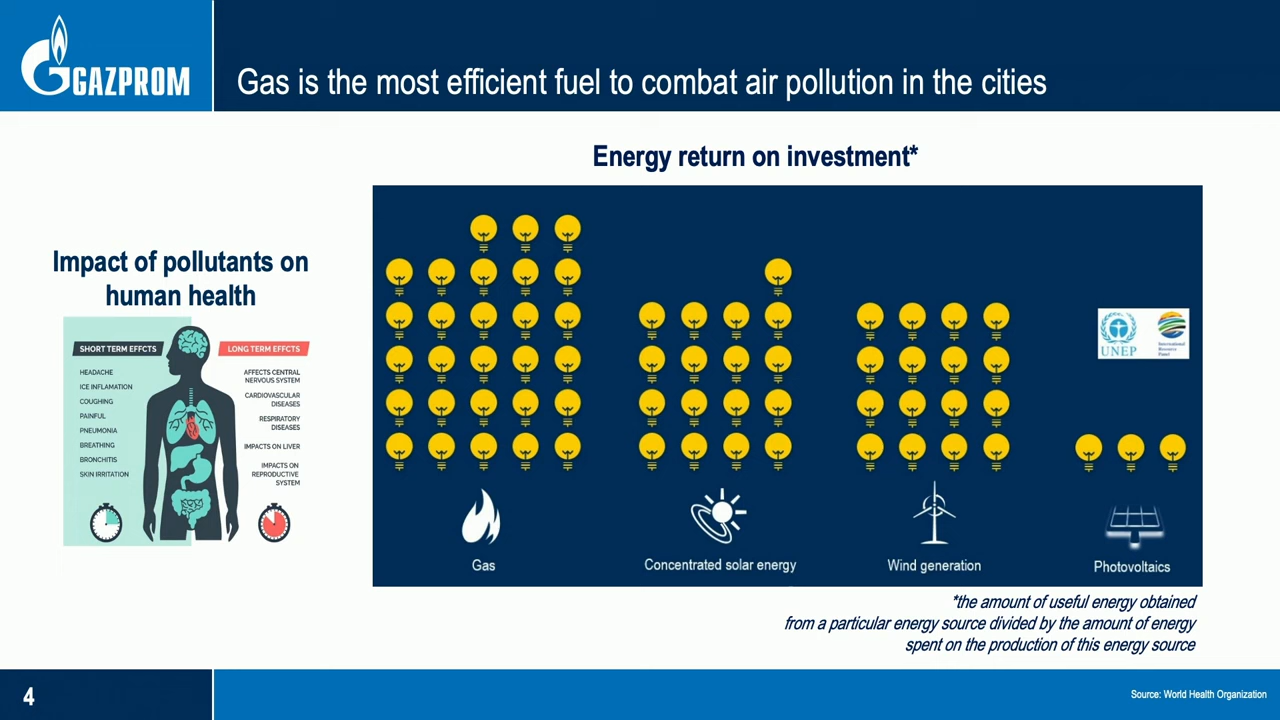 GAZPROM
Gas is the most efficient fuel to combat air pollution in the cities
Energy return on investment*
Impact of pollutants on
human health
SHORT TERM EFFCTS
HEADACHE
ICE INFLAMATION
COUGHING
PAINFUL
PNEUMONIA
BREATHING
BRONCHITIS
SKIN IRRITATION
LONG TERM EFFCTS
AFFECTS CENTRAL
NERVOUS SYSTEM
CARDIOVASCULAR
DISEASES
RESPIRATORY
DISEASES
IMPACTS ON LIVER
IMPACTS ON
REPRODUCTIVE
SYSTEM
UNEP
International
Resource
Panel
Gas
Concentrated solar energy
Wind generation
Photovoltaics
*the amount of useful energy obtained
from a particular energy source divided by the amount of energy
spent on the production of this energy source
4
Source: World Health Organization